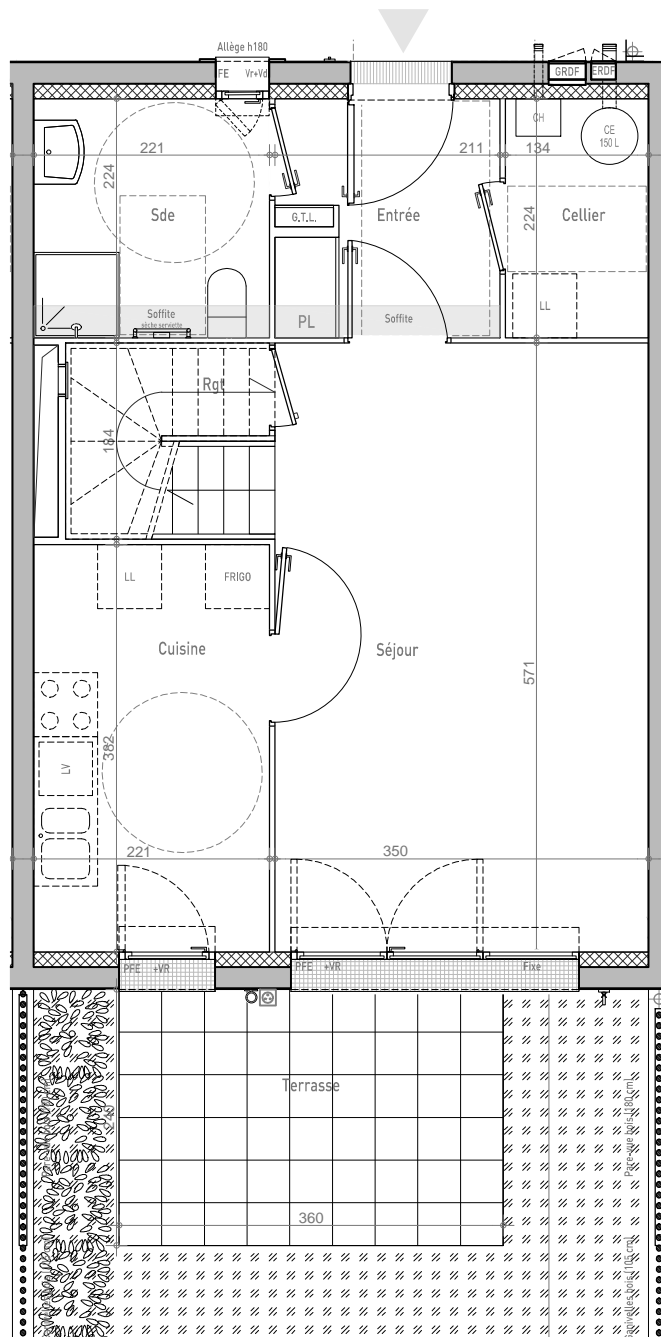 Allège h180
FE Vr+Vd
GRDF
ERDF
CH
CE
150 L
221
211
134
224
224
Sde
G.T.L.
Entrée
Cellier
LL
Soffite
sèche serviette
PL
Soffite
Rgt
184
LL
FRIGO
Cuisine
Séjour
571
LV
382
221
350
PFE +VR
PFE +VR
Fixe
Terrasse
240
Pare-vue bois (180 cm)
360
Ganivelles bois (105 cm)